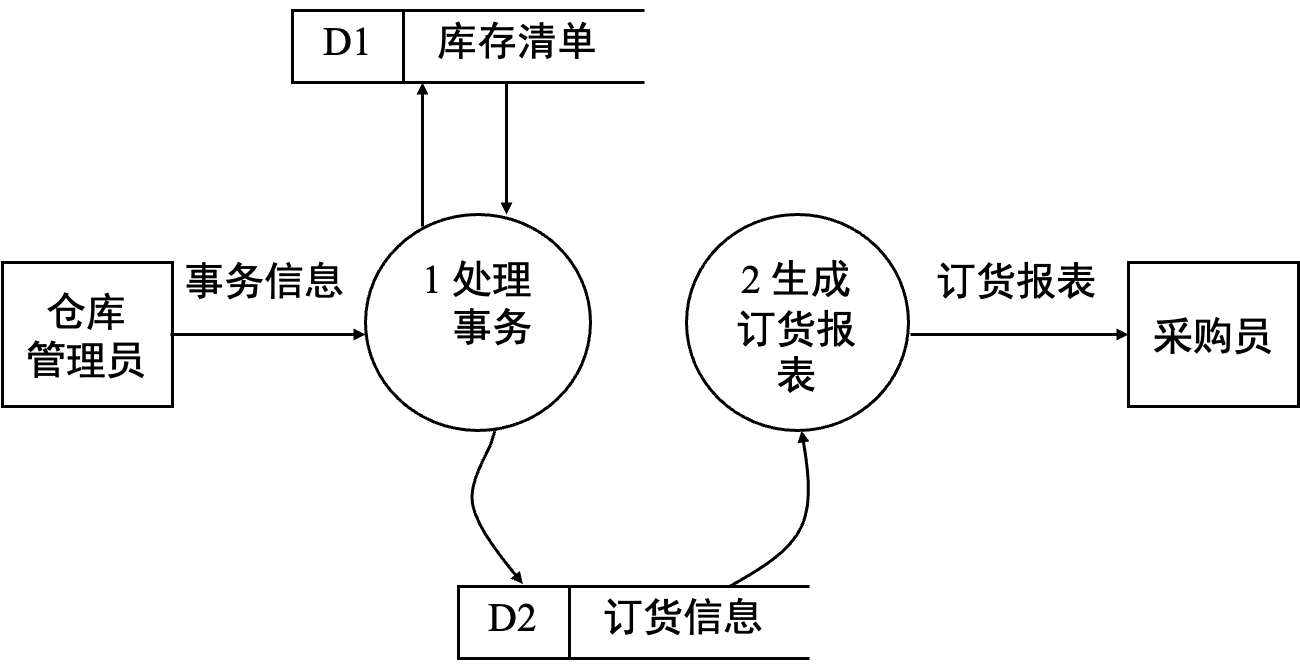 D1 库存清单
仓库
管理员
事务信息
1 处理
事务
2 生成
订货报
表
订货报表
采购员
D2 订货信息